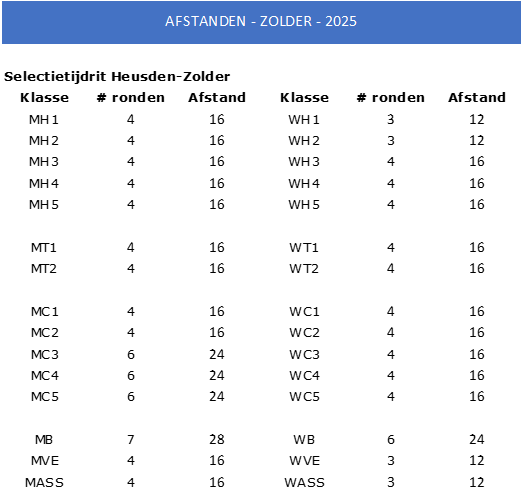 AFSTANDEN - ZOLDER - 2025
Selectietijdrit Heusden-Zolder
Klasse # ronden Afstand Klasse # ronden Afstand
MH1 4 16 WH1 3 12
MH2 4 16 WH2 3 12
MH3 4 16 WH3 4 16
MH4 4 16 WH4 4 16
MH5 4 16 WH5 4 16
MT1 4 16 WT1 4 16
MT2 4 16 WT2 4 16
MC1 4 16 WC1 4 16
MC2 4 16 WC2 4 16
MC3 6 24 WC3 4 16
MC4 6 24 WC4 4 16
MC5 6 24 WC5 4 16
MB 7 28 WB 6 24
MVE 4 16 WVE 3 12
MASS 4 16 WASS 3 12